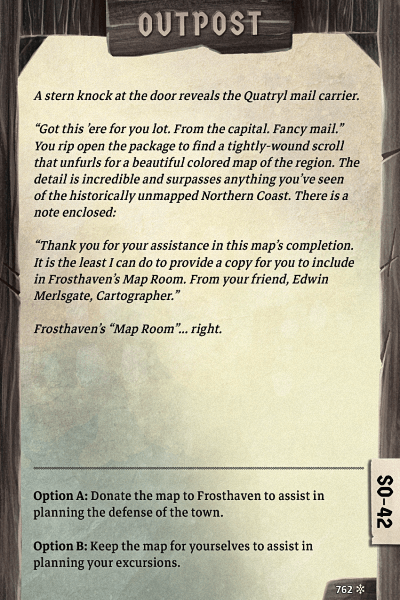 OUTPOST
A stern knock at the door reveals the Quatryl mail carrier.
“Got this ’ere for you lot. From the capital. Fancy mail.”
You rip open the package to find a tightly-wound scroll
that unfurls for a beautiful colored map of the region. The
detail is incredible and surpasses anything you’ve seen
of the historically unmapped Northern Coast. There is a
note enclosed:
“Thank you for your assistance in this map’s completion.
It is the least I can do to provide a copy for you to include
in Frosthaven’s Map Room. From your friend, Edwin
Merlsgate, Cartographer.”
Frosthaven’s “Map Room”... right.
Option A: Donate the map to Frosthaven to assist in
planning the defense of the town.
Option B: Keep the map for yourselves to assist in
planning your excursions.
SO-42
762